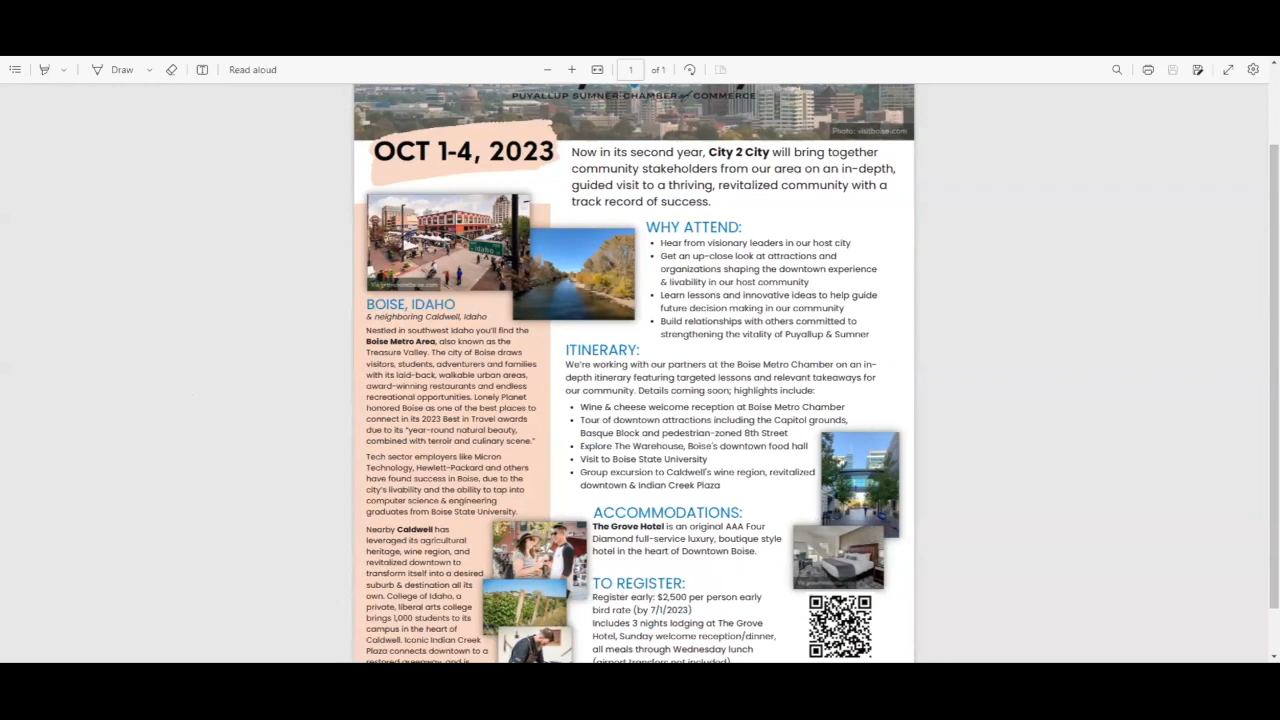 Draw
Read aloud
1
of 1
PUYALLUP SUMNER CHAMBER of COMMERCE
Photo: visitboise.com
OCT 1-4, 2023
Now in its second year, City 2 City will bring together
community stakeholders from our area on an in-depth,
guided visit to a thriving, revitalized community with a
track record of success.
WHY ATTEND:
• Hear from visionary leaders in our host city
• Get an up-close look at attractions and
organizations shaping the downtown experience
& livability in our host community
• Learn lessons and innovative ideas to help guide
future decision making in our community
• Build relationships with others committed to
strengthening the vitality of Puyallup & Sumner
Idaho
BOISE, IDAHO
& neighboring Caldwell, Idaho
Nestled in southwest Idaho you'll find the
Boise Metro Area, also known as the
Treasure Valley. The city of Boise draws
visitors, students, adventurers and families
with its laid-back, walkable urban areas,
award-winning restaurants and endless
recreational opportunities. Lonely Planet
honored Boise as one of the best places to
connect in its 2023 Best in Travel awards
due to its "year-round natural beauty,
combined with terroir and culinary scene."
Tech sector employers like Micron
Technology, Hewlett-Packard and others
have found success in Boise, due to the
city's livability and the ability to tap into
computer science & engineering
graduates from Boise State University.
Nearby Caldwell has
leveraged its agricultural
heritage, wine region, and
revitalized downtown to
transform itself into a desired
suburb & destination all its
own. College of Idaho, a
private, liberal arts college
brings 1,000 students to its
campus in the heart of
Caldwell. Iconic Indian Creek
Plaza connects downtown to a
restored greenway, and is
ITINERARY:
We're working with our partners at the Boise Metro Chamber on an in-
depth itinerary featuring targeted lessons and relevant takeaways for
our community. Details coming soon; highlights include:
• Wine & cheese welcome reception at Boise Metro Chamber
• Tour of downtown attractions including the Capitol grounds,
Basque Block and pedestrian-zoned 8th Street
• Explore The Warehouse, Boise's downtown food hall
• Visit to Boise State University
• Group excursion to Caldwell's wine region, revitalized
downtown & Indian Creek Plaza
ACCOMMODATIONS:
The Grove Hotel is an original AAA Four
Diamond full-service luxury, boutique style
hotel in the heart of Downtown Boise.
TO REGISTER:
Register early: $2,500 per person early
bird rate (by 7/1/2023)
Includes 3 nights lodging at The Grove
Hotel, Sunday welcome reception/dinner,
all meals through Wednesday lunch
(airport transfers not included)